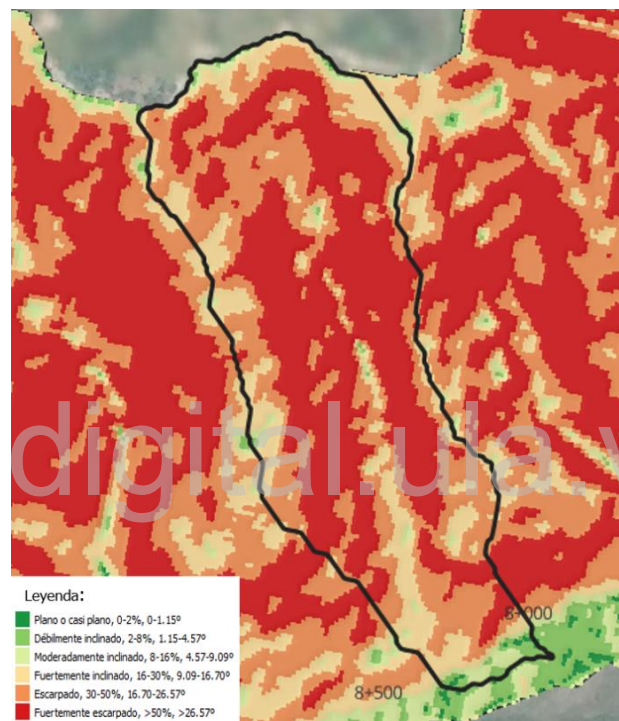 digital.ula.v
Leyenda:
Plano o casi plano, 0-2%, 0-1.15º
Débilmente inclinado, 2-8%, 1.15-4.57º
Moderadamente inclinado, 8-16%, 4.57-9.09º
Fuertemente inclinado, 16-30%, 9.09-16.70º
Escarpado, 30-50%, 16.70-26.57º
Fuertemente escarpado, >50%, >26.57º
8+000
8+500